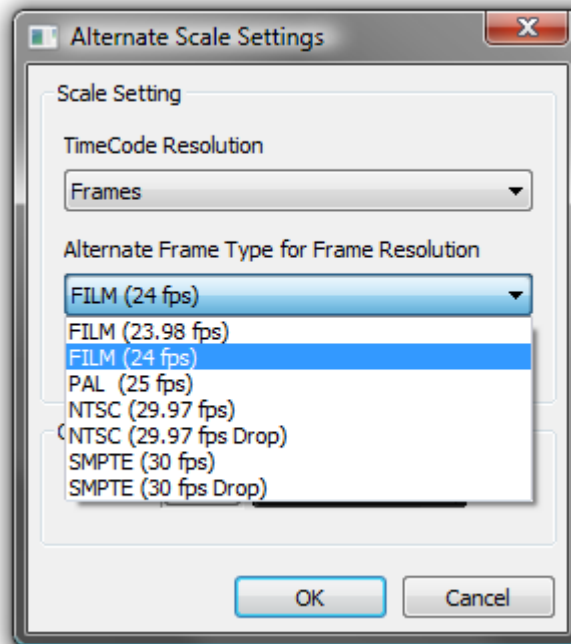 Alternate Scale Settings
Scale Setting
TimeCode Resolution
Frames
Alternate Frame Type for Frame Resolution
FILM (24 fps)
FILM (23.98 fps)
FILM (24 fps)
PAL  (25 fps)
NTSC (29.97 fps)
NTSC (29.97 fps Drop)
SMPTE (30 fps)
SMPTE (30 fps Drop)
OK
Cancel